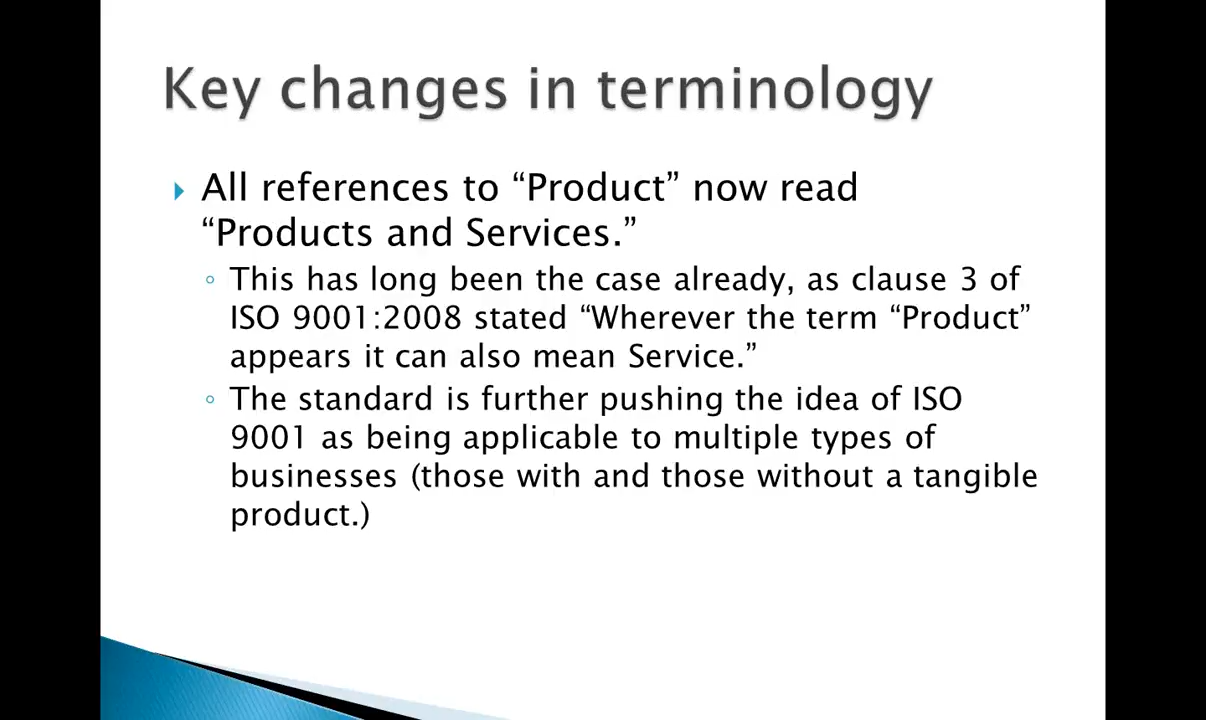 Key changes in terminology
All references to “Product” now read
“Products and Services.”
This has long been the case already, as clause 3 of
ISO 9001:2008 stated “Wherever the term “Product”
appears it can also mean Service.”
The standard is further pushing the idea of ISO
9001 as being applicable to multiple types of
businesses (those with and those without a tangible
product.)